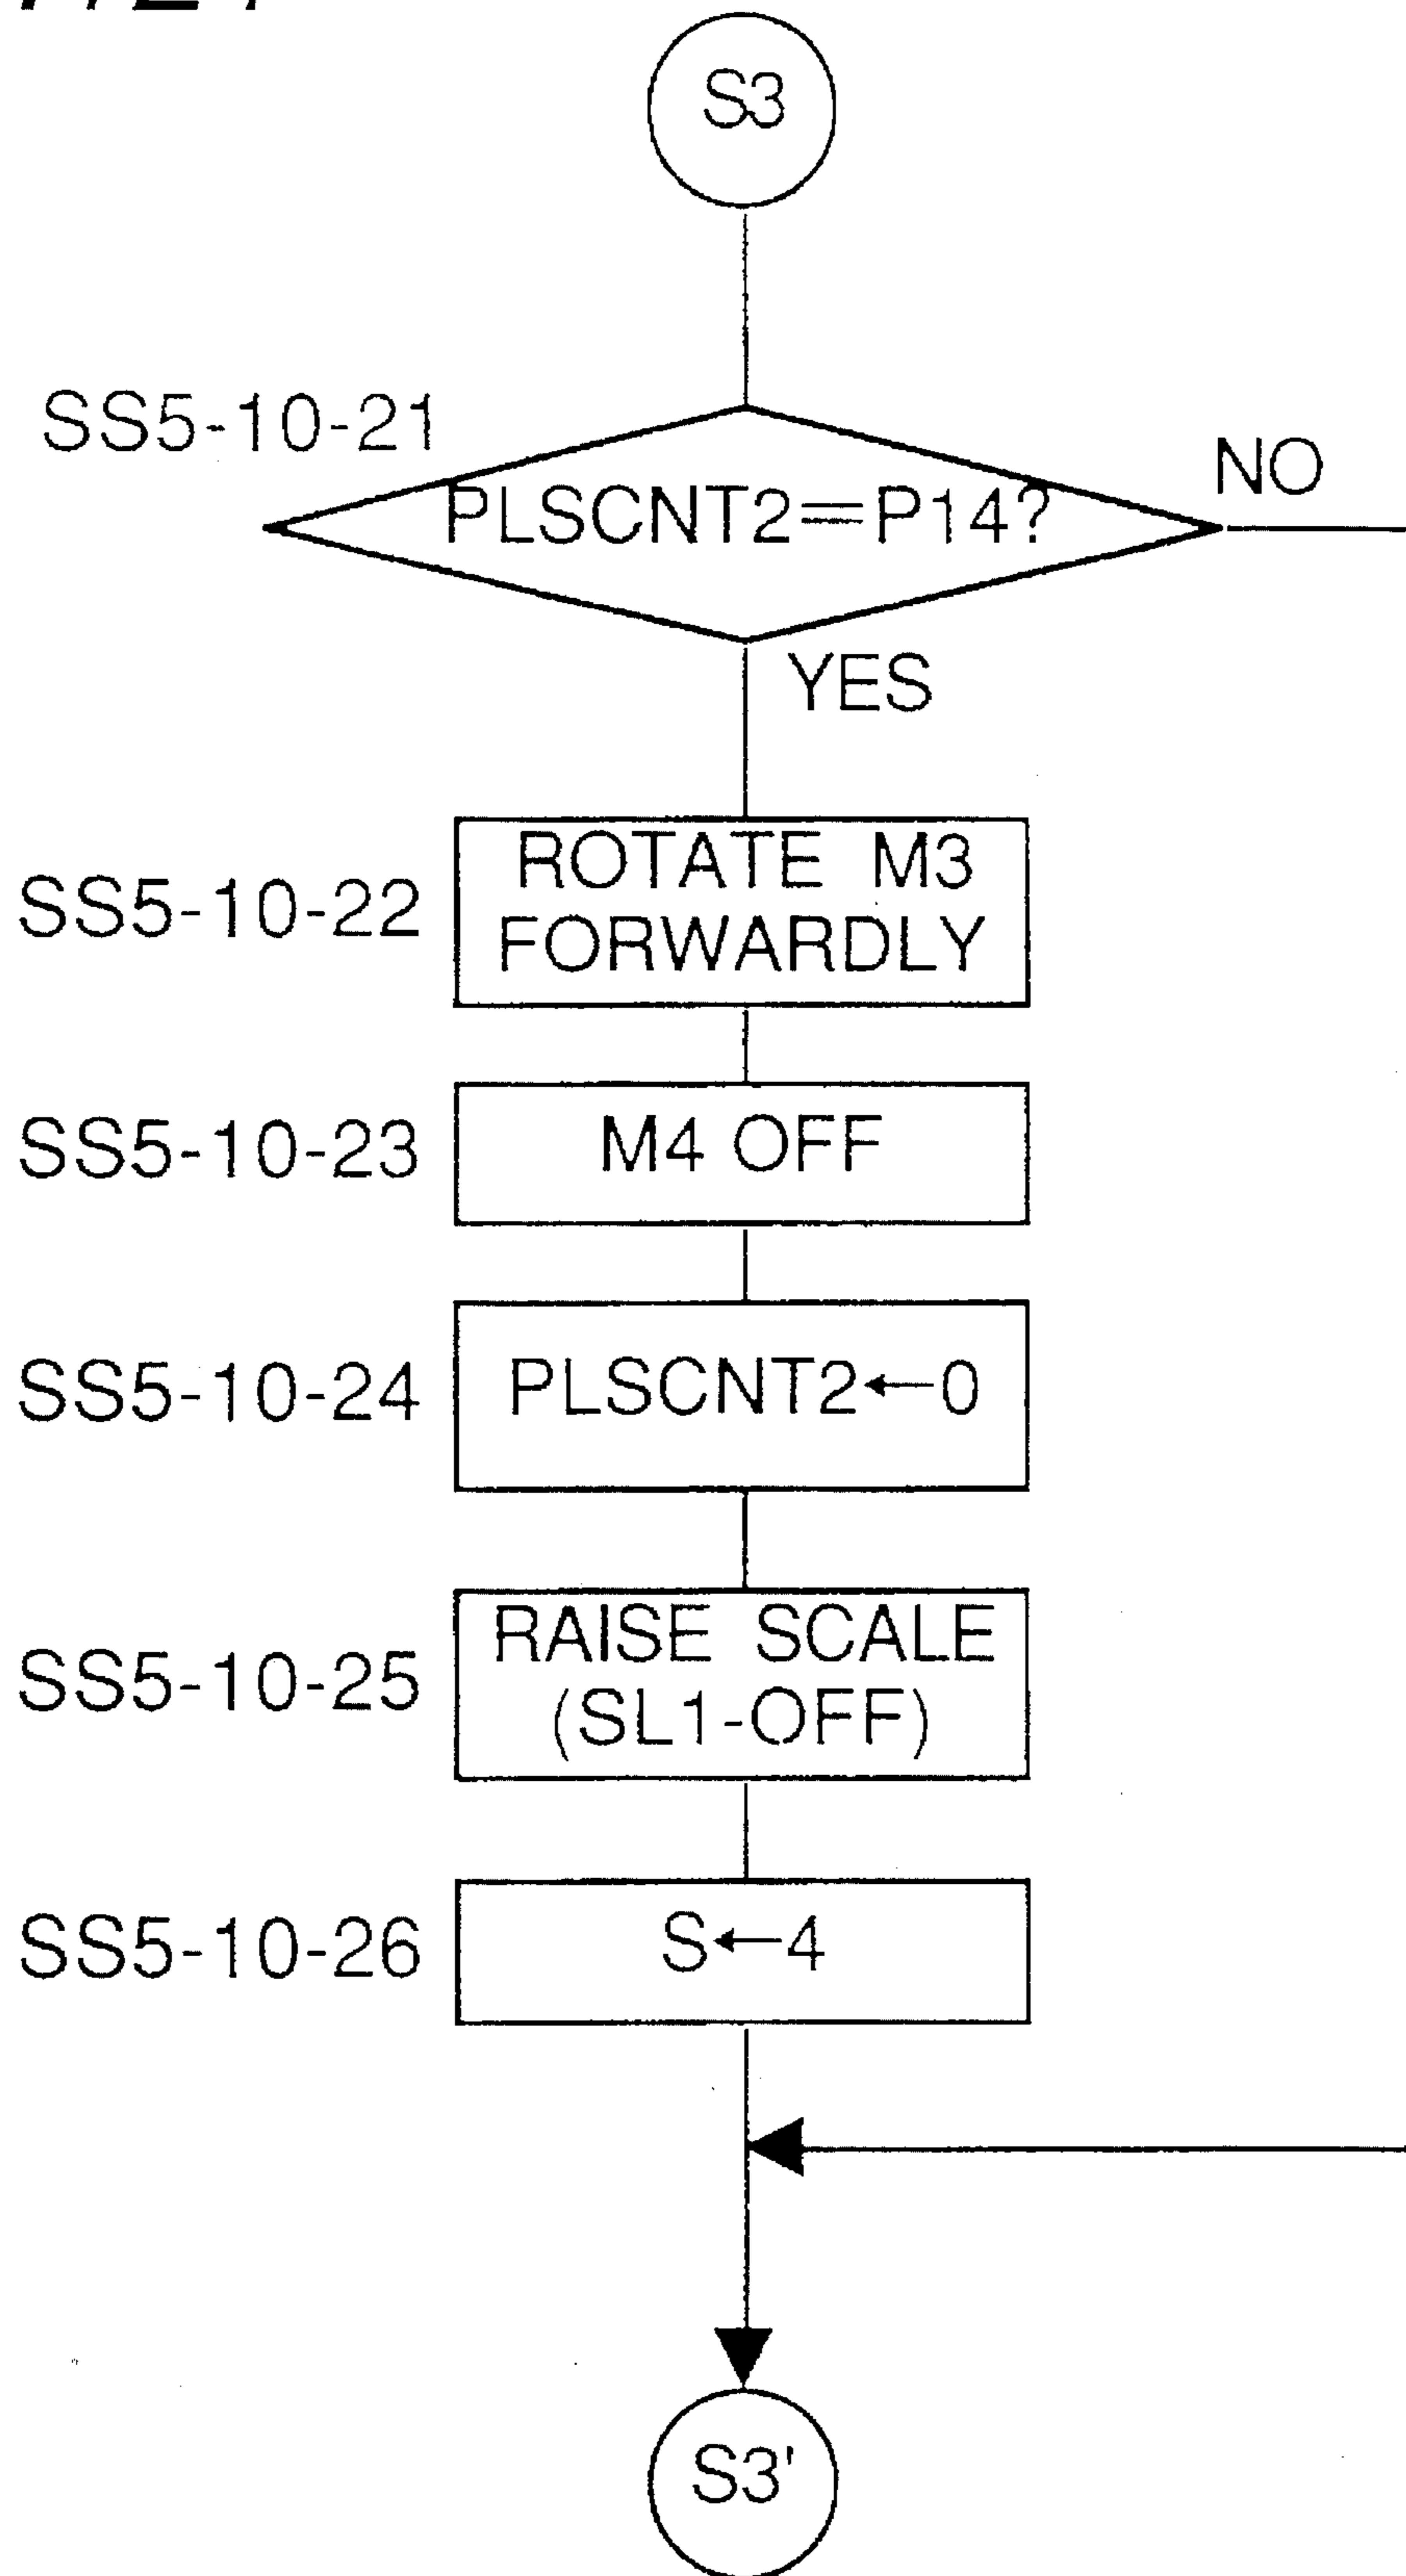 S3
SS5-10-21
PLSCNT2=P14?
NO
YES
SS5-10-22
ROTATE M3
FORWARDLY
SS5-10-23
M4 OFF
SS5-10-24
PLSCNT2←0
SS5-10-25
RAISE SCALE
(SL1-OFF)
SS5-10-26
S←4
S3'